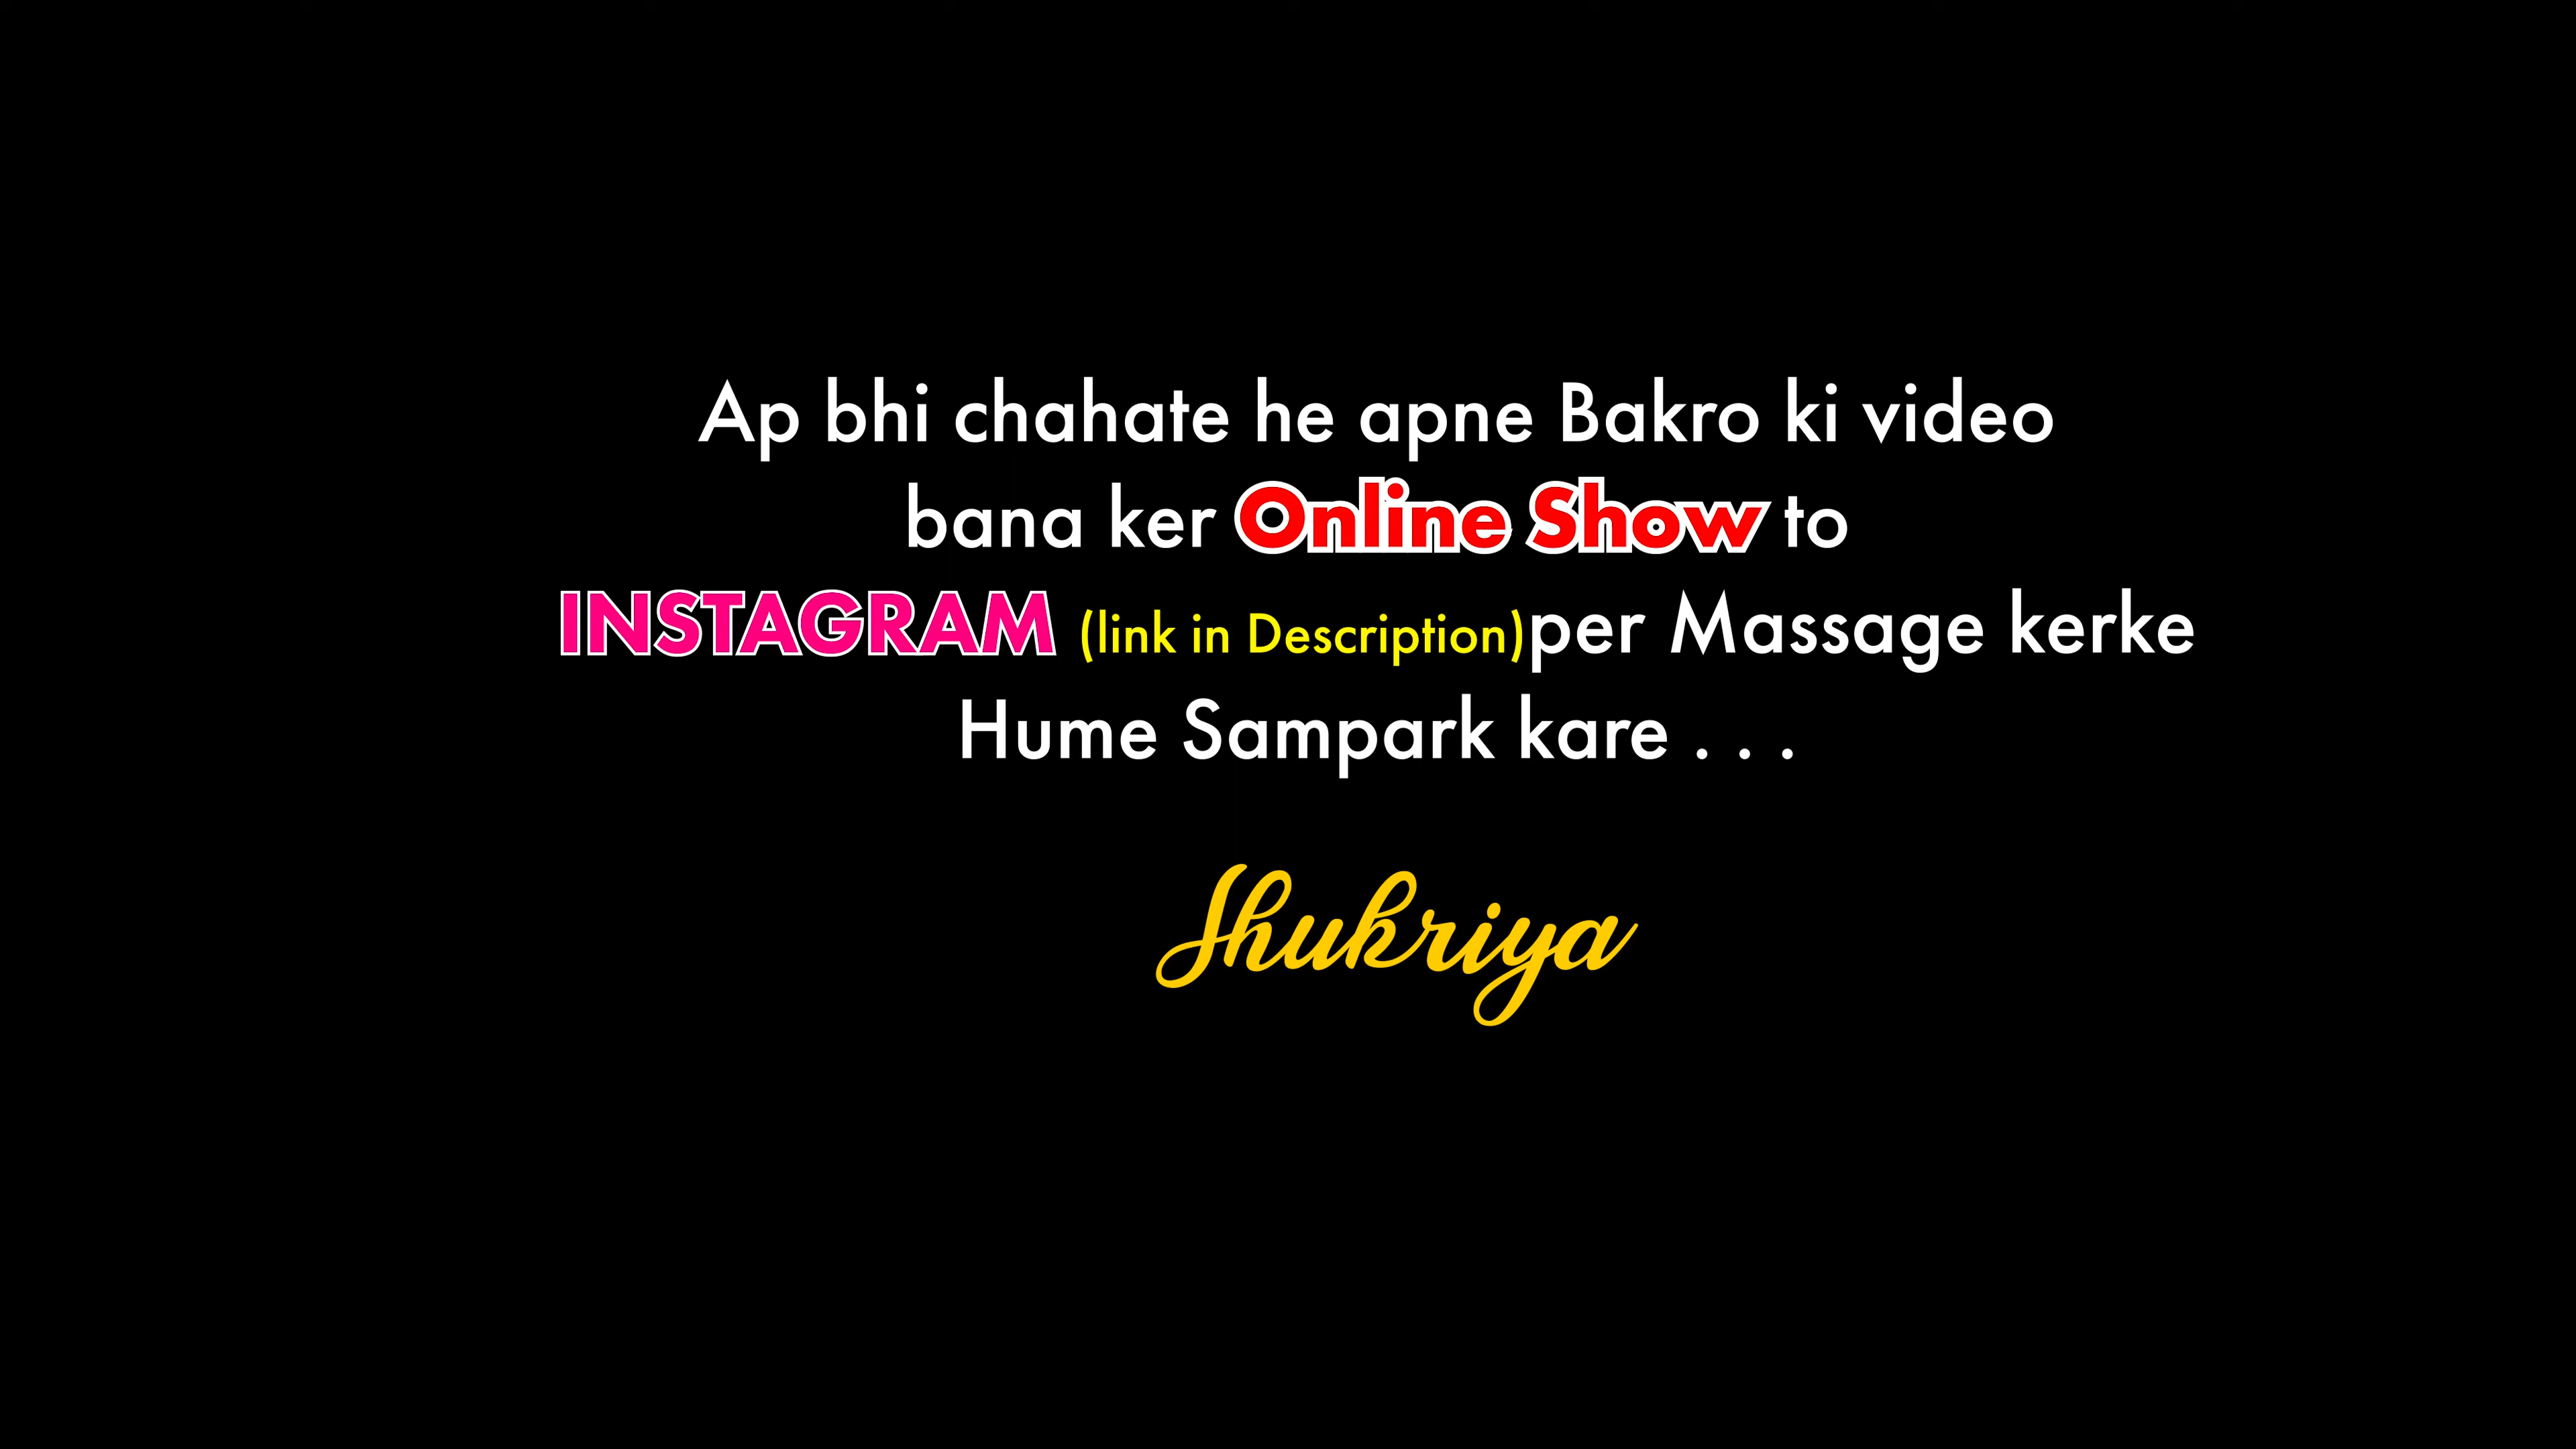 Ap bhi chahate he apne Bakro ki video
bana ker Online Show to
INSTAGRAM (link in Description)per Massage kerke
Hume Sampark kare . . .
Shukriya